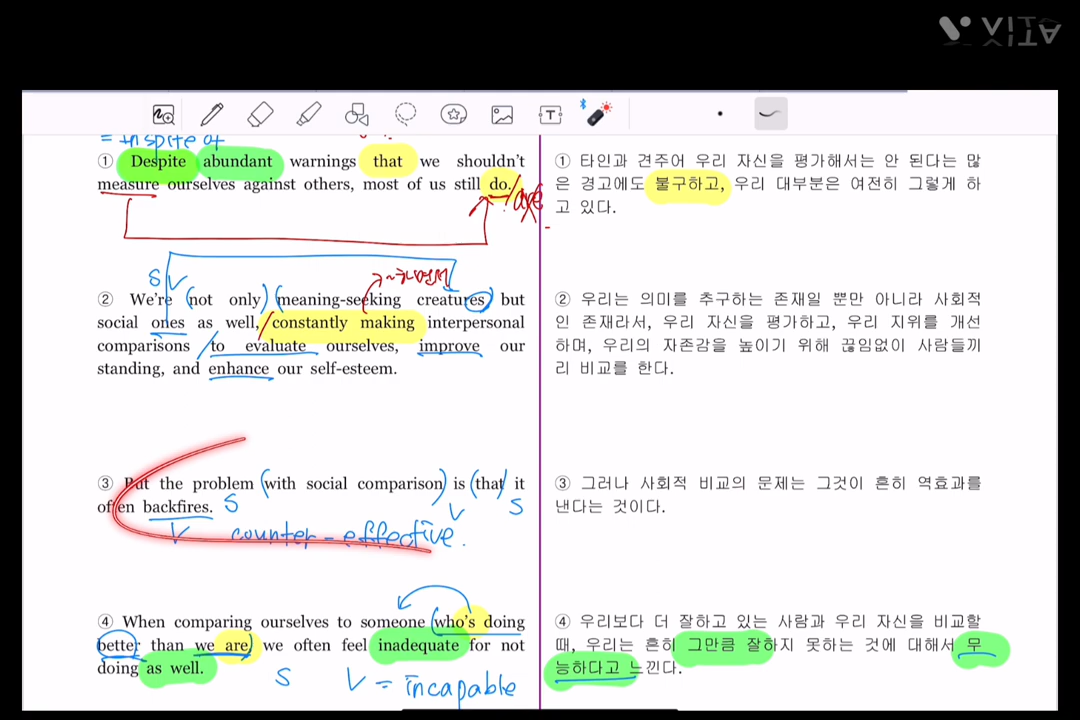 VITA
= inspite of
① Despite abundant warnings that we shouldn't
measure ourselves against others, most of us still do. / are
S V ~하면서
② We're (not only) (meaning-seeking creatures) but
social ones as well, / constantly making interpersonal
comparisons / to evaluate ourselves, improve our
standing, and enhance our self-esteem.
③ But the problem (with social comparison) is (that) it
often backfires. S V S
V counter-effective.
④ When comparing ourselves to someone (who's doing
better than we are) we often feel inadequate for not
doing as well. S V = incapable
① 타인과 견주어 우리 자신을 평가해서는 안 된다는 많
은 경고에도 불구하고, 우리 대부분은 여전히 그렇게 하
고 있다.
② 우리는 의미를 추구하는 존재일 뿐만 아니라 사회적
인 존재라서, 우리 자신을 평가하고, 우리 지위를 개선
하며, 우리의 자존감을 높이기 위해 끊임없이 사람들끼
리 비교를 한다.
③ 그러나 사회적 비교의 문제는 그것이 흔히 역효과를
낸다는 것이다.
④ 우리보다 더 잘하고 있는 사람과 우리 자신을 비교할
때, 우리는 흔히 그만큼 잘하지 못하는 것에 대해서 무
능하다고 느낀다.